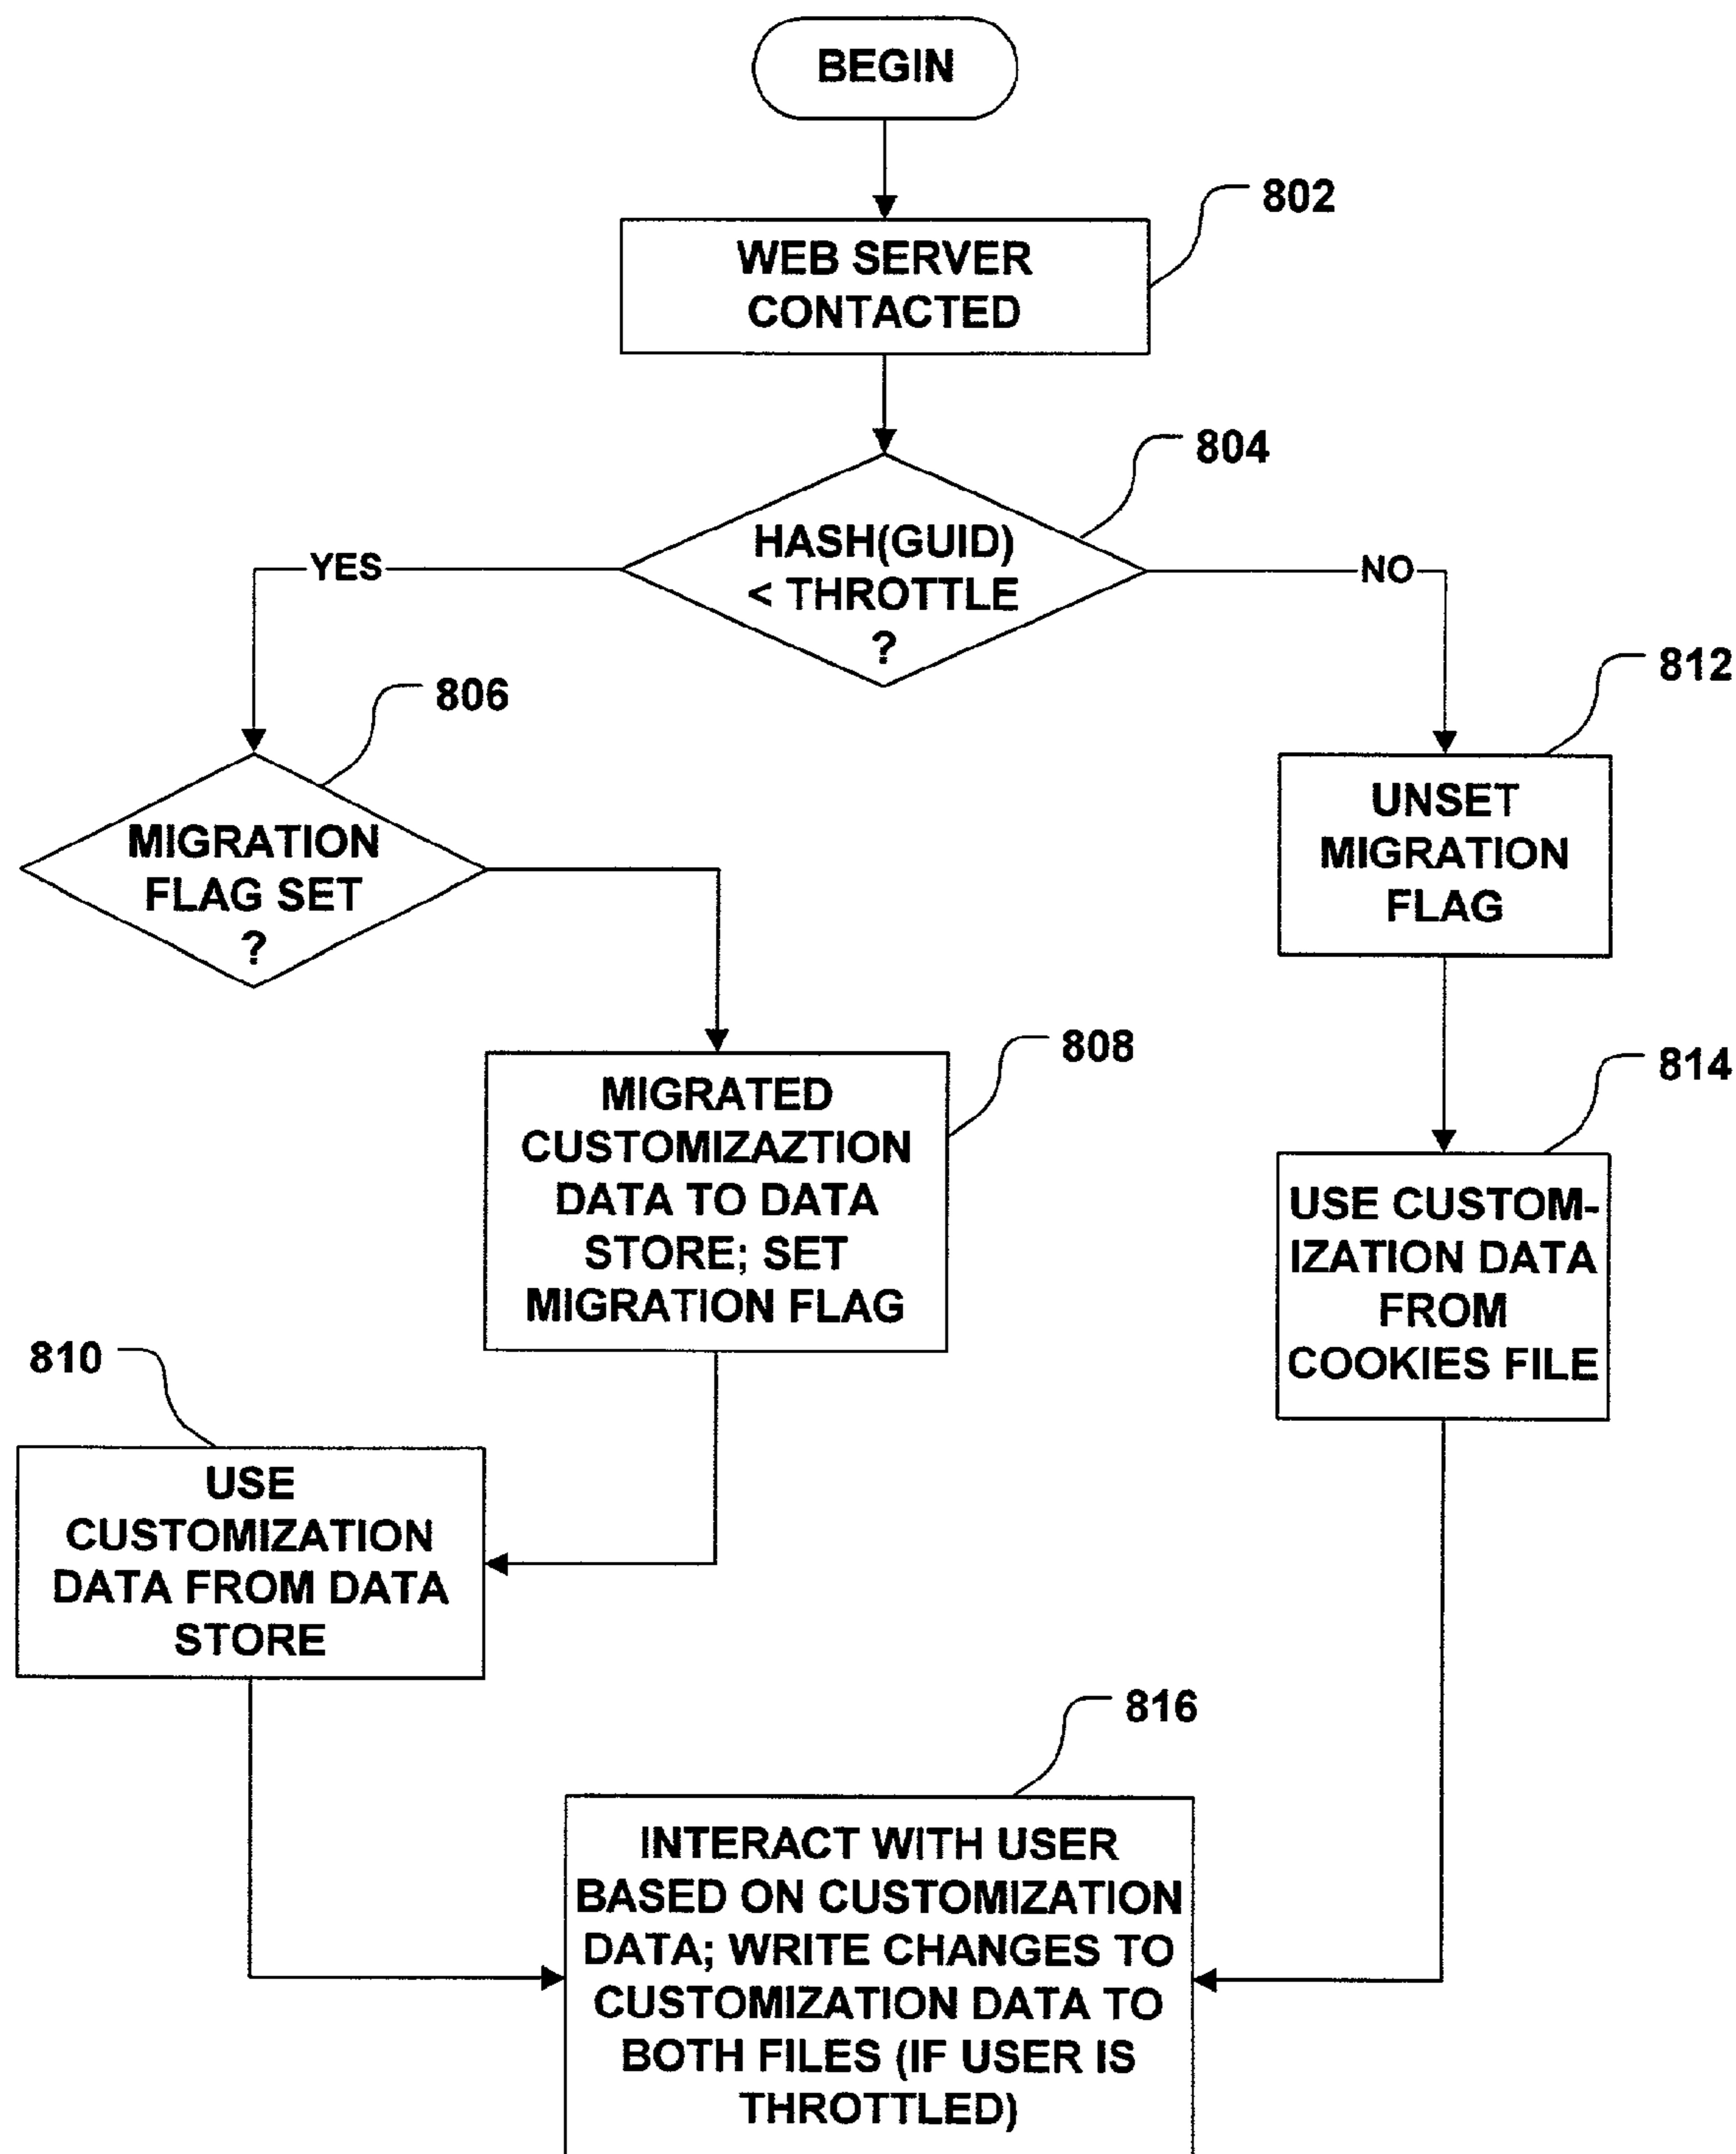 BEGIN
802
WEB SERVER
CONTACTED
804
HASH(GUID)
< THROTTLE
?
YES
NO
812
806
MIGRATION
FLAG SET
?
UNSET
MIGRATION
FLAG
808
MIGRATED
CUSTOMIZAZTION
DATA TO DATA
STORE; SET
MIGRATION FLAG
814
USE CUSTOM-
IZATION DATA
FROM
COOKIES FILE
810
USE
CUSTOMIZATION
DATA FROM DATA
STORE
816
INTERACT WITH USER
BASED ON CUSTOMIZATION
DATA; WRITE CHANGES TO
CUSTOMIZATION DATA TO
BOTH FILES (IF USER IS
THROTTLED)